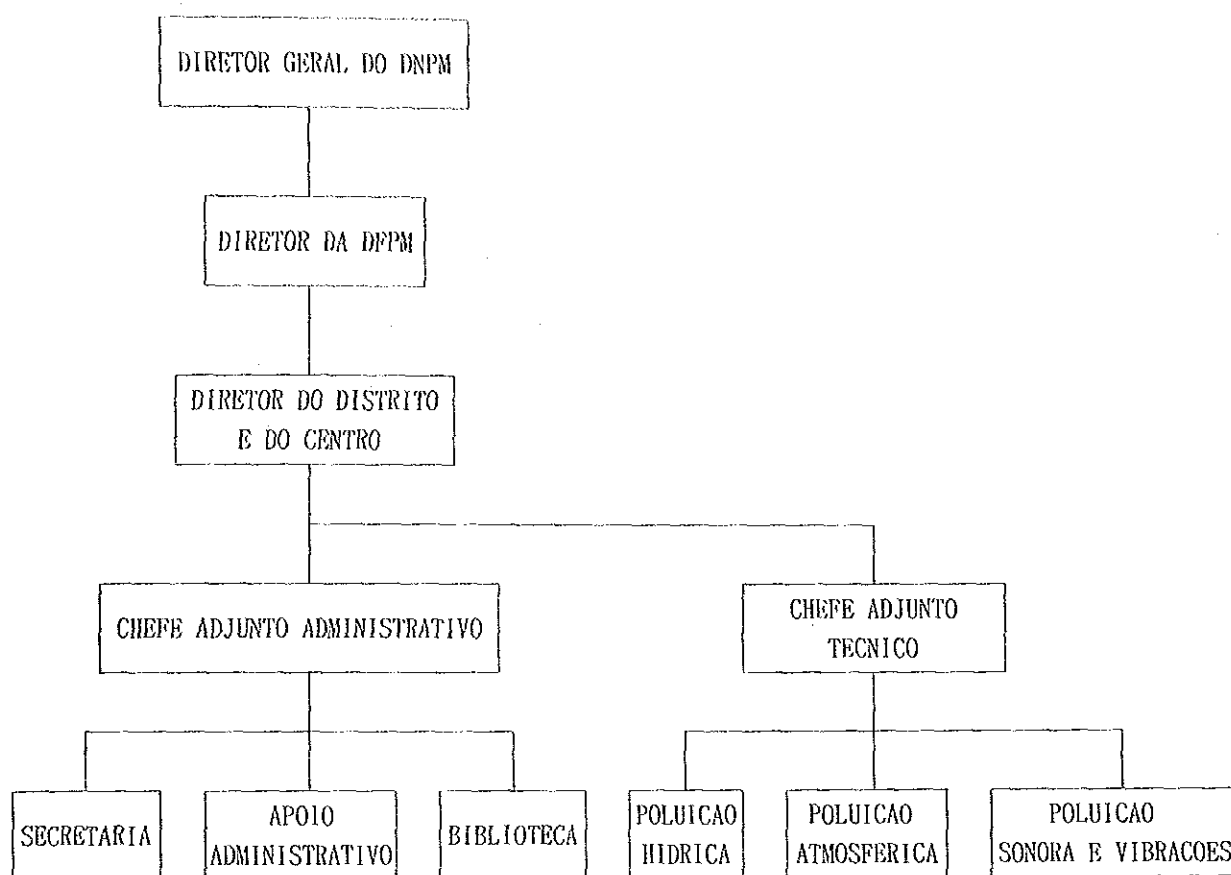 DIRETOR GERAL DO DNPM
DIRETOR DA DFPM
DIRETOR DO DISTRITO
E DO CENTRO
CHEFE ADJUNTO ADMINISTRATIVO
CHEFE ADJUNTO
TECNICO
SECRETARIA
APOIO
ADMINISTRATIVO
BIBLIOTECA
POLUICAO
HIDRICA
POLUICAO
ATMOSFERICA
POLUICAO
SONORA E VIBRACOES